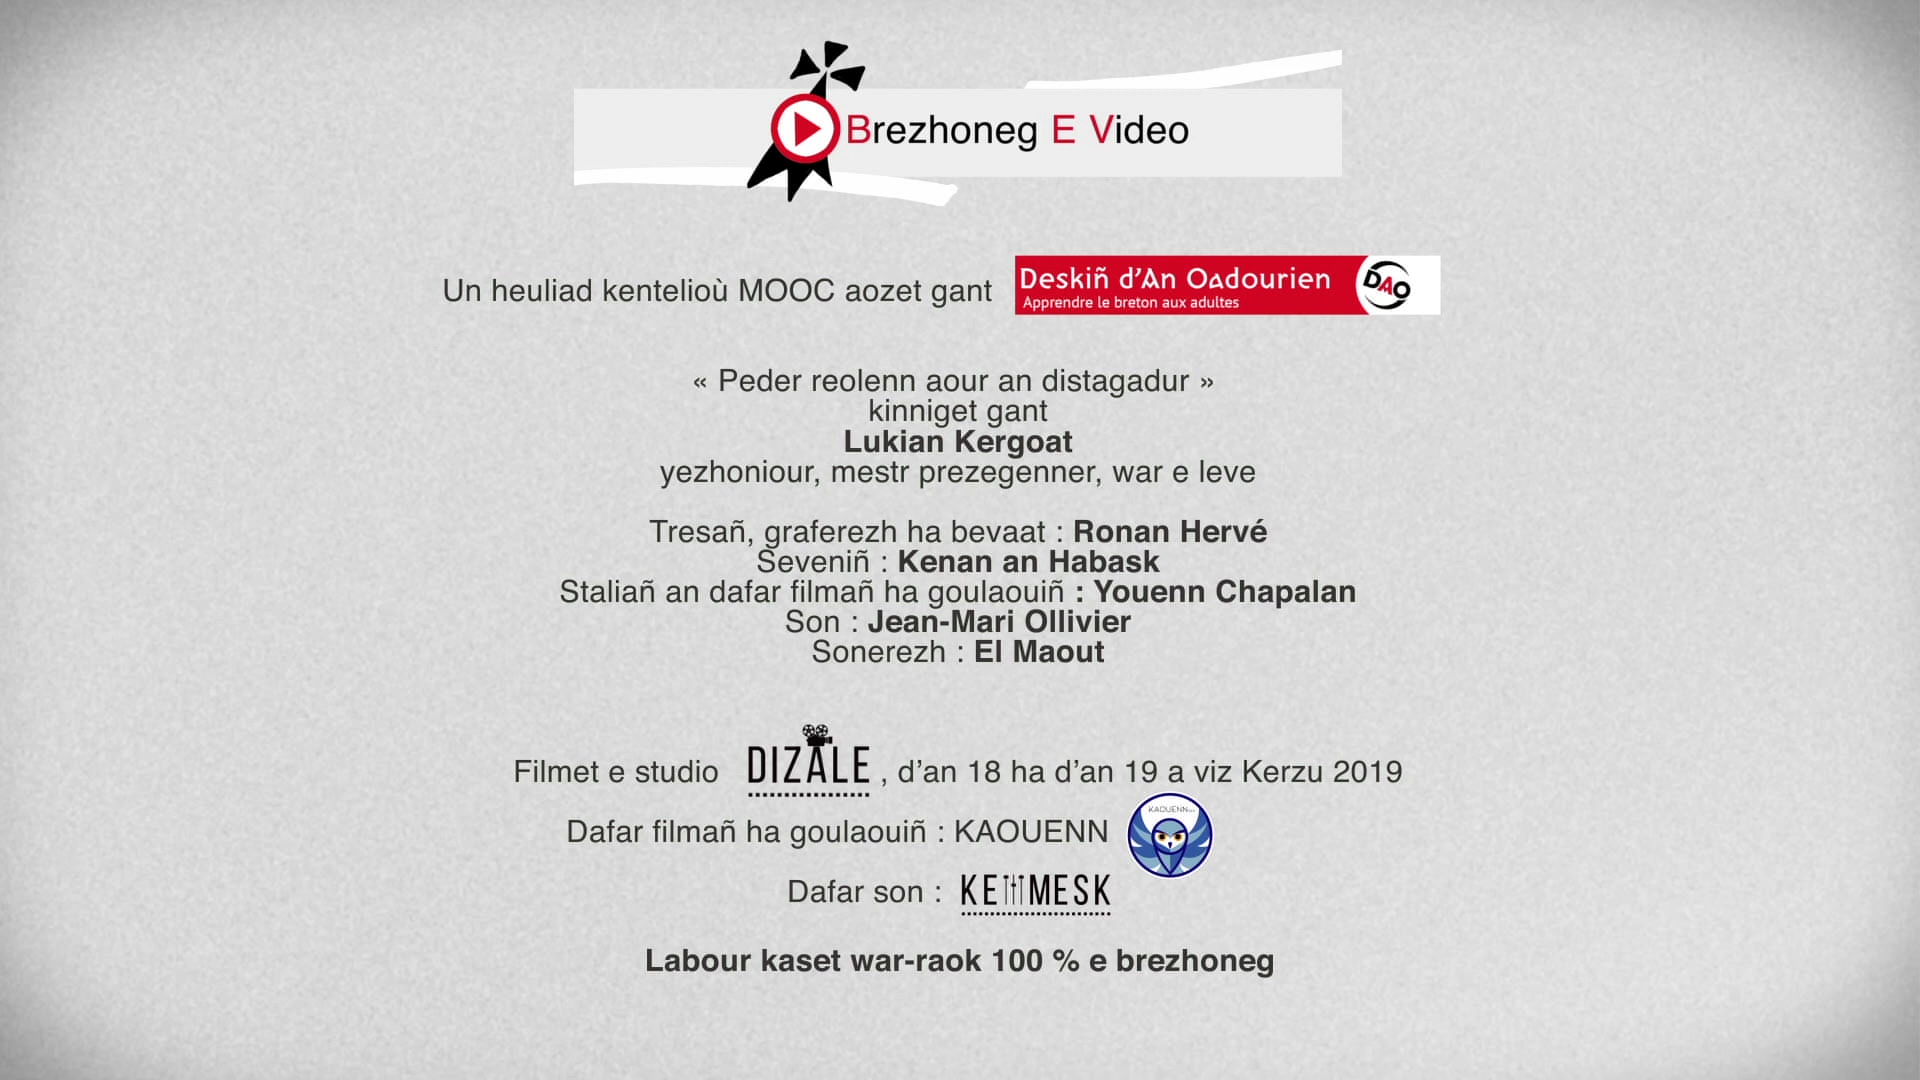 Brezhoneg E Video
Un heuliad kentelioù MOOC aozet gant
Deskiñ d'An Oadourien
Apprendre le breton aux adultes
DAO
« Peder reolenn aour an distagadur »
kinniget gant
Lukian Kergoat
yezhoniour, mestr prezegenner, war e leve
Tresañ, graferezh ha bevaat : Ronan Hervé
Seveniñ : Kenan an Habask
Staliañ an dafar filmañ ha goulaouiñ : Youenn Chapalan
Son : Jean-Mari Ollivier
Sonerezh : El Maout
Filmet e studio DIZALE , d’an 18 ha d’an 19 a viz Kerzu 2019
Dafar filmañ ha goulaouiñ : KAOUENN KAOUENN
Dafar son : KEMMESK
Labour kaset war-raok 100 % e brezhoneg